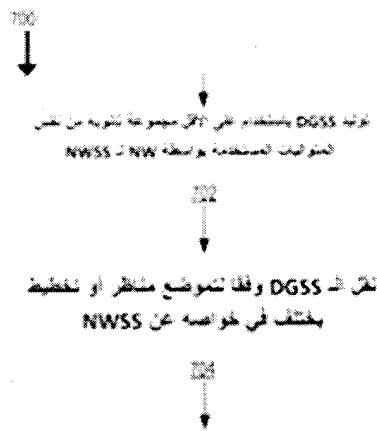 700
توليد DGSS باستخدام على الأقل مجموعة ثانوية من نفس
المتواليات المستخدمة بواسطة NW لـ NWSS
702
نقل الـ DGSS وفقا لتموضع مناظر أو تخطيط
يختلف في خواصه عن NWSS